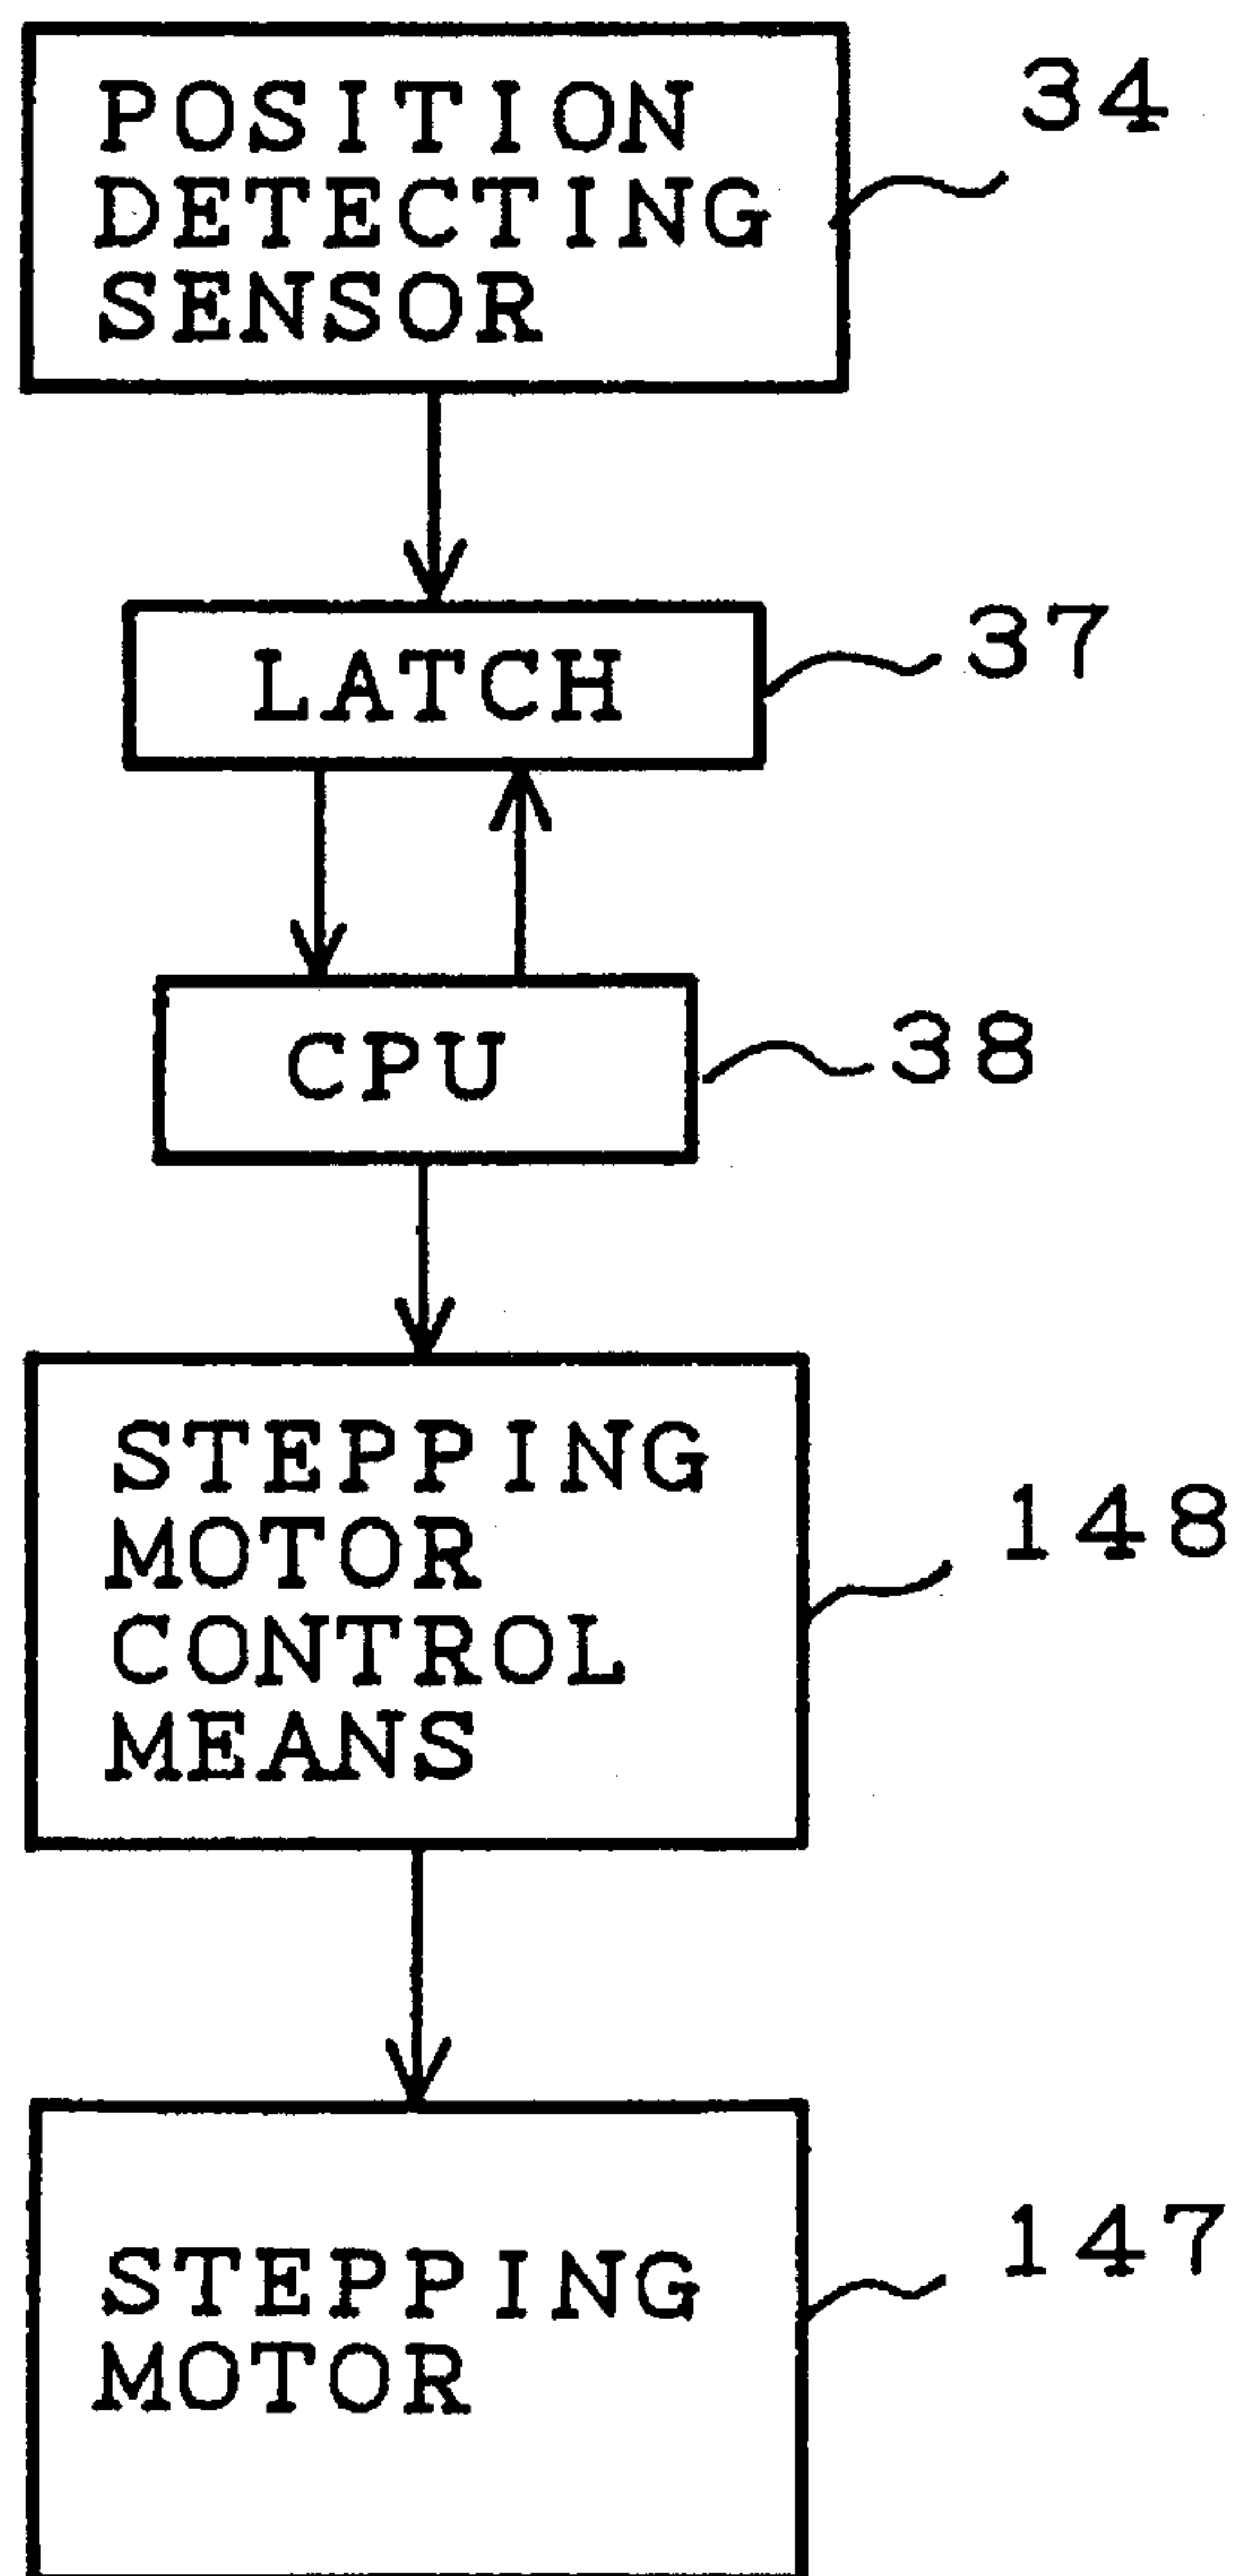 POSITION
DETECTING
SENSOR
34
LATCH
37
CPU
38
STEPPING
MOTOR
CONTROL
MEANS
148
STEPPING
MOTOR
147